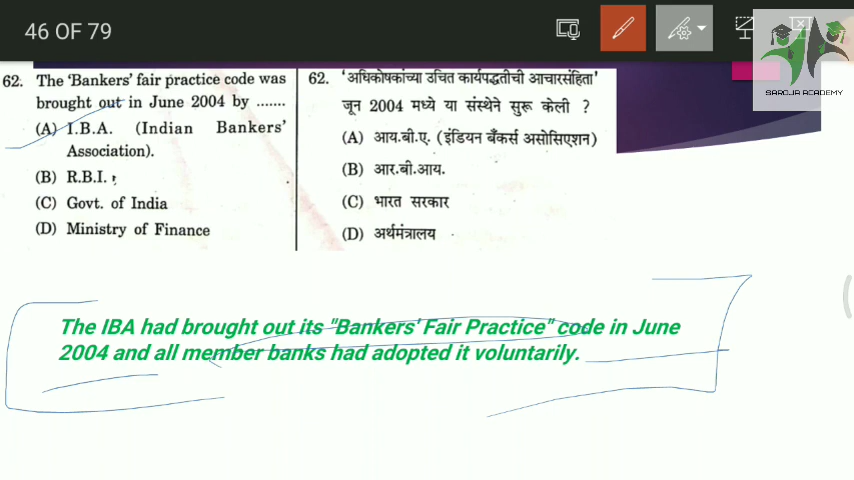 46 OF 79
SAROJA ACADEMY
62. The 'Bankers' fair practice code was
brought out in June 2004 by .......
(A) I.B.A. (Indian Bankers'
Association).
(B) R.B.I.
(C) Govt. of India
(D) Ministry of Finance
62. 'अधिकोषकांच्या उचित कार्यपद्धतीची आचारसंहिता'
जून 2004 मध्ये या संस्थेने सुरू केली ?
(A) आय.बी.ए. (इंडियन बँकर्स असोसिएशन)
(B) आर.बी.आय.
(C) भारत सरकार
(D) अर्थमंत्रालय
The IBA had brought out its "Bankers' Fair Practice" code in June
2004 and all member banks had adopted it voluntarily.